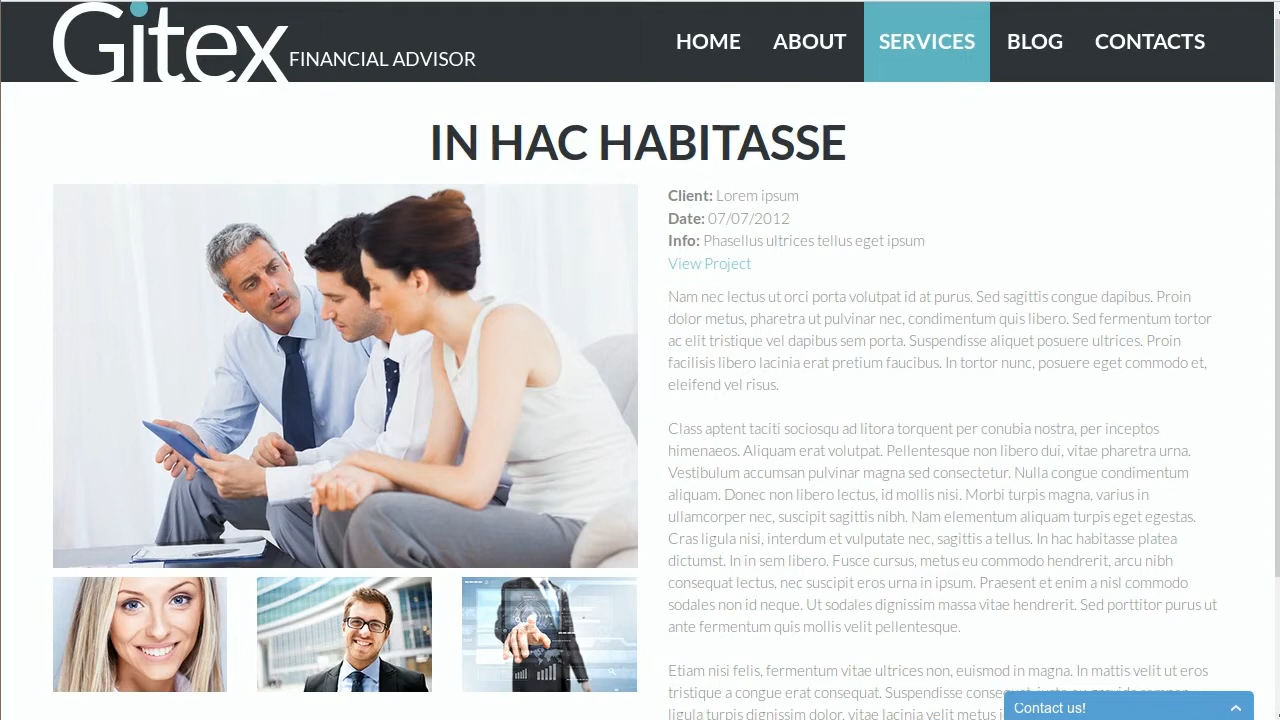 Gitex FINANCIAL ADVISOR
HOME ABOUT SERVICES BLOG CONTACTS
IN HAC HABITASSE
Client: Lorem ipsum
Date: 07/07/2012
Info: Phasellus ultrices tellus eget ipsum
View Project
Nam nec lectus ut orci porta volutpat id at purus. Sed sagittis congue dapibus. Proin
dolor metus, pharetra ut pulvinar nec, condimentum quis libero. Sed fermentum tortor
ac elit tristique vel dapibus sem porta. Suspendisse aliquet posuere ultrices. Proin
facilisis libero lacinia erat pretium faucibus. In tortor nunc, posuere eget commodo et,
eleifend vel risus.
Class aptent taciti sociosqu ad litora torquent per conubia nostra, per inceptos
himenaeos. Aliquam erat volutpat. Pellentesque non libero dui, vitae pharetra urna.
Vestibulum accumsan pulvinar magna sed consectetur. Nulla congue condimentum
aliquam. Donec non libero lectus, id mollis nisi. Morbi turpis magna, varius in
ullamcorper nec, suscipit sagittis nibh. Nam elementum aliquam turpis eget egestas.
Cras ligula nisi, interdum et vulputate nec, sagittis a tellus. In hac habitasse platea
dictumst. In in sem libero. Fusce cursus, metus eu commodo hendrerit, arcu nibh
consequat lectus, nec suscipit eros urna in ipsum. Praesent et enim a nisl commodo
sodales non id neque. Ut sodales dignissim massa vitae hendrerit. Sed porttitor purus ut
ante fermentum quis mollis velit pellentesque.
Etiam nisi felis, fermentum vitae ultrices non, euismod in magna. In mattis velit ut eros
tristique a congue erat consequat. Suspendisse
ligula turpis dignissim dolor, vitae lacinia velit metus
Contact us!